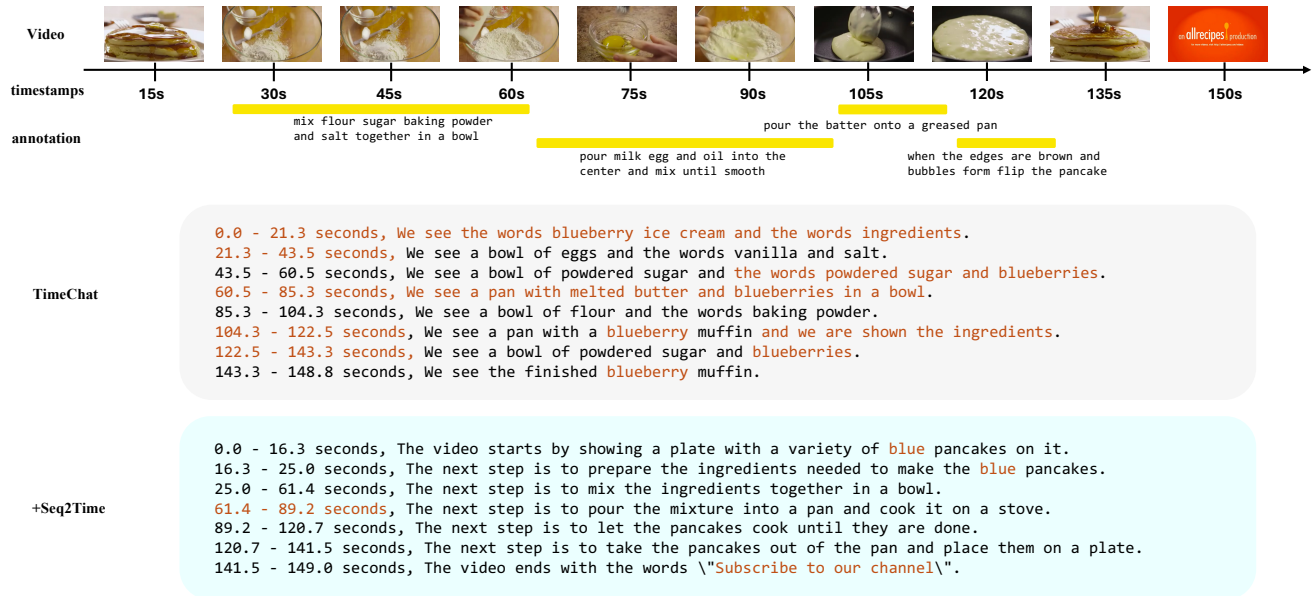 Video
an allrecipes! production
timestamps
15s 30s 45s 60s 75s 90s 105s 120s 135s 150s
annotation
mix flour sugar baking powder
and salt together in a bowl
pour the batter onto a greased pan
pour milk egg and oil into the
center and mix until smooth
when the edges are brown and
bubbles form flip the pancake
TimeChat
0.0 - 21.3 seconds, We see the words blueberry ice cream and the words ingredients.
21.3 - 43.5 seconds, We see a bowl of eggs and the words vanilla and salt.
43.5 - 60.5 seconds, We see a bowl of powdered sugar and the words powdered sugar and blueberries.
60.5 - 85.3 seconds, We see a pan with melted butter and blueberries in a bowl.
85.3 - 104.3 seconds, We see a bowl of flour and the words baking powder.
104.3 - 122.5 seconds, We see a pan with a blueberry muffin and we are shown the ingredients.
122.5 - 143.3 seconds, We see a bowl of powdered sugar and blueberries.
143.3 - 148.8 seconds, We see the finished blueberry muffin.
+Seq2Time
0.0 - 16.3 seconds, The video starts by showing a plate with a variety of blue pancakes on it.
16.3 - 25.0 seconds, The next step is to prepare the ingredients needed to make the blue pancakes.
25.0 - 61.4 seconds, The next step is to mix the ingredients together in a bowl.
61.4 - 89.2 seconds, The next step is to pour the mixture into a pan and cook it on a stove.
89.2 - 120.7 seconds, The next step is to let the pancakes cook until they are done.
120.7 - 141.5 seconds, The next step is to take the pancakes out of the pan and place them on a plate.
141.5 - 149.0 seconds, The video ends with the words \"Subscribe to our channel\".